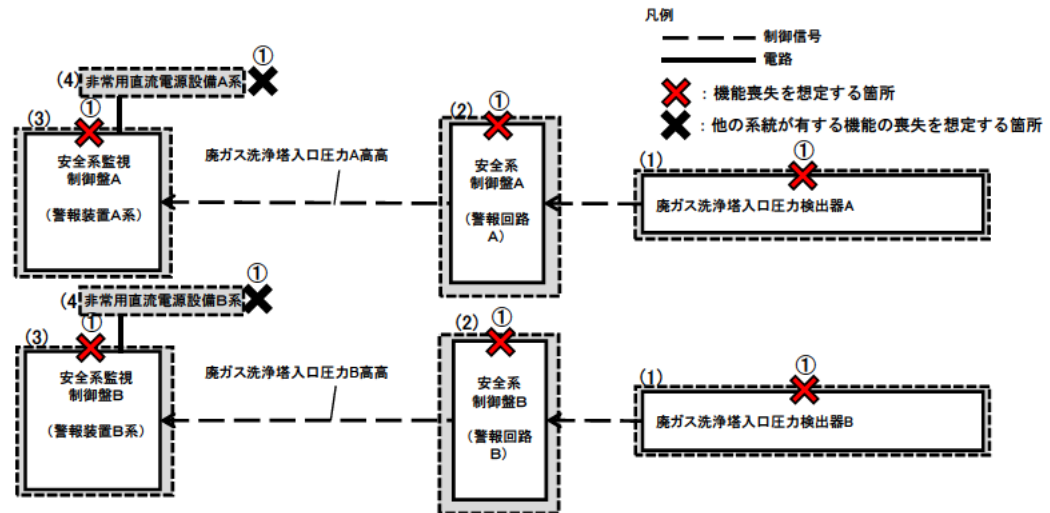 凡例
制御信号
電路
：機能喪失を想定する箇所
：他の系統が有する機能の喪失を想定する箇所
(4) 非常用直流電源設備A系 ①
(3) ①
安全系監視
制御盤A
（警報装置A系）
廃ガス洗浄塔入口圧力A高高
(2) ①
安全系
制御盤A
（警報回路
A）
(1) ①
廃ガス洗浄塔入口圧力検出器A
(4 非常用直流電源設備B系 ①
(3) ①
安全系監視
制御盤B
（警報装置B系）
廃ガス洗浄塔入口圧力B高高
(2) ①
安全系
制御盤B
（警報回路
B）
(1) ①
廃ガス洗浄塔入口圧力検出器B